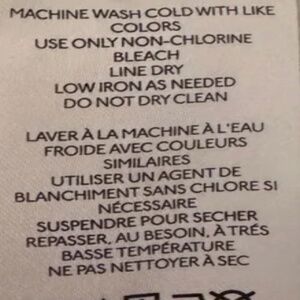 MACHINE WASH COLD WITH LIKE
COLORS
USE ONLY NON-CHLORINE
BLEACH
LINE DRY
LOW IRON AS NEEDED
DO NOT DRY CLEAN
LAVER À LA MACHINE À L'EAU
FROIDE AVEC COULEURS
SIMILAIRES
UTILISER UN AGENT DE
BLANCHIMENT SANS CHLORE SI
NÉCESSAIRE
SUSPENDRE POUR SECHER
REPASSER, AU BESOIN, À TRÉS
BASSE TEMPÉRATURE
NE PAS NETTOYER À SEC